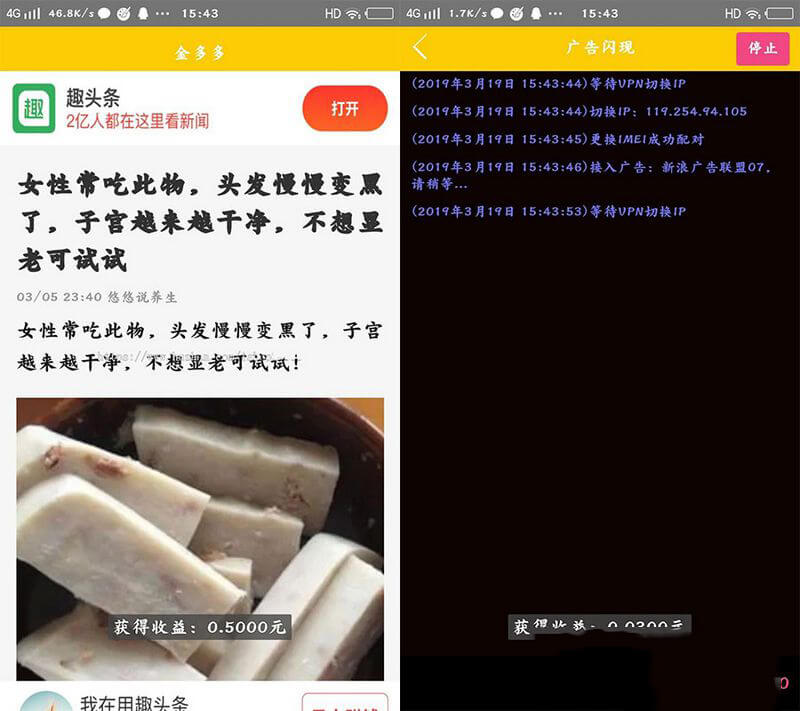 4G 46.8K/s ··· 15:43 HD
金多多
趣
趣头条
2亿人都在这里看新闻
打开
女性常吃此物，头发慢慢变黑
了，子宫越来越干净，不想显
老可试试
03/05 23:40 悠悠说养生
女性常吃此物，头发慢慢变黑了，子宫
越来越干净，不想显老可试试！
获得收益：0.5000元
我在用趣头条
4G 1.7K/s ··· 15:43 HD
广告闪现
停止
(2019年3月19日 15:43:44)等待VPN切换IP
(2019年3月19日 15:43:44)切换IP：119.254.94.105
(2019年3月19日 15:43:45)更换IMEI成功配对
(2019年3月19日 15:43:46)接入广告：新浪广告联盟07，
请稍等...
(2019年3月19日 15:43:53)等待VPN切换IP
获得收益：0.0300元
0